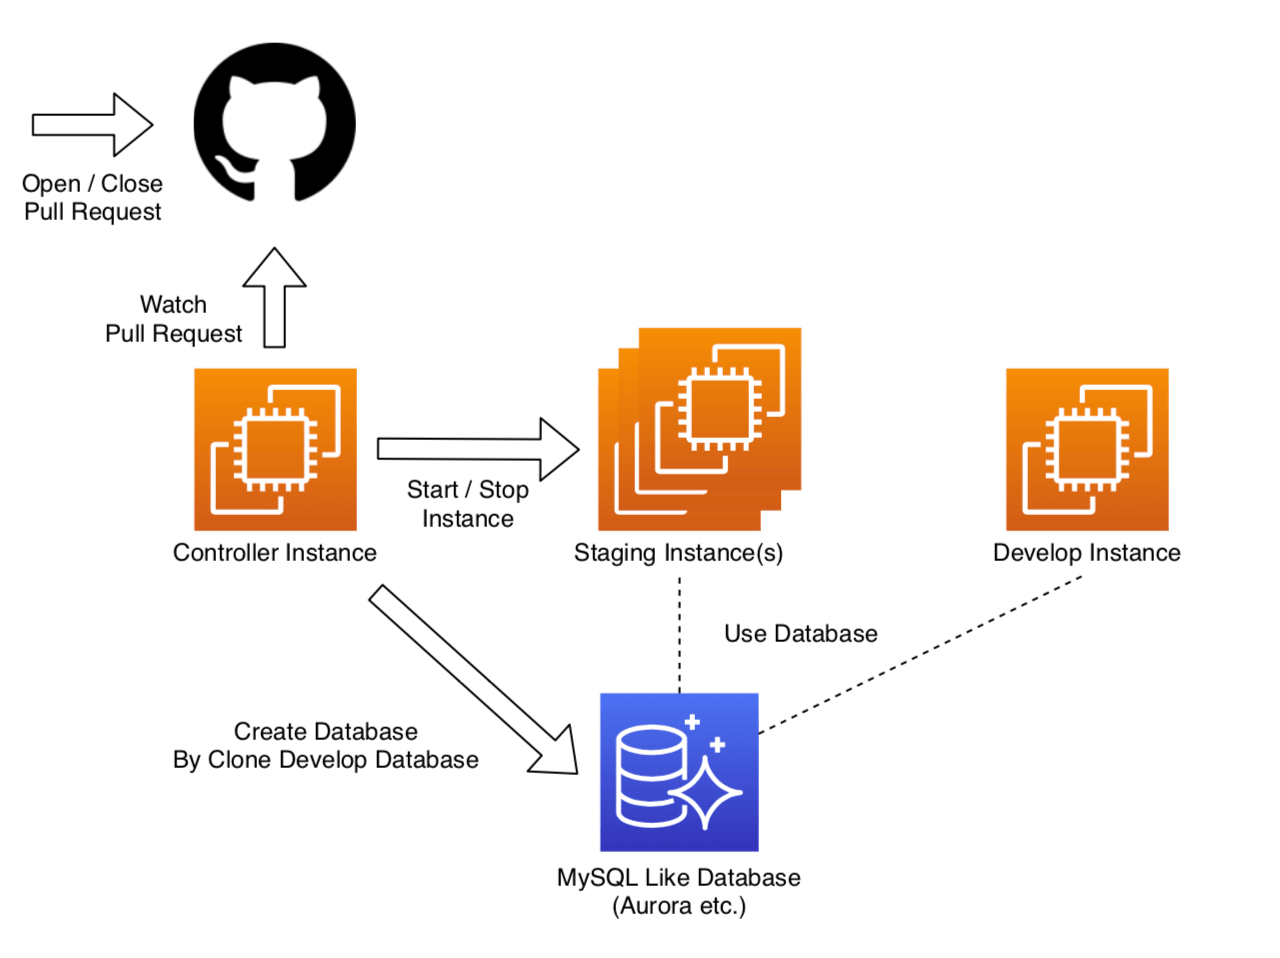 Open / Close
Pull Request
Watch
Pull Request
Start / Stop
Instance
Controller Instance
Staging Instance(s)
Develop Instance
Use Database
Create Database
By Clone Develop Database
MySQL Like Database
(Aurora etc.)